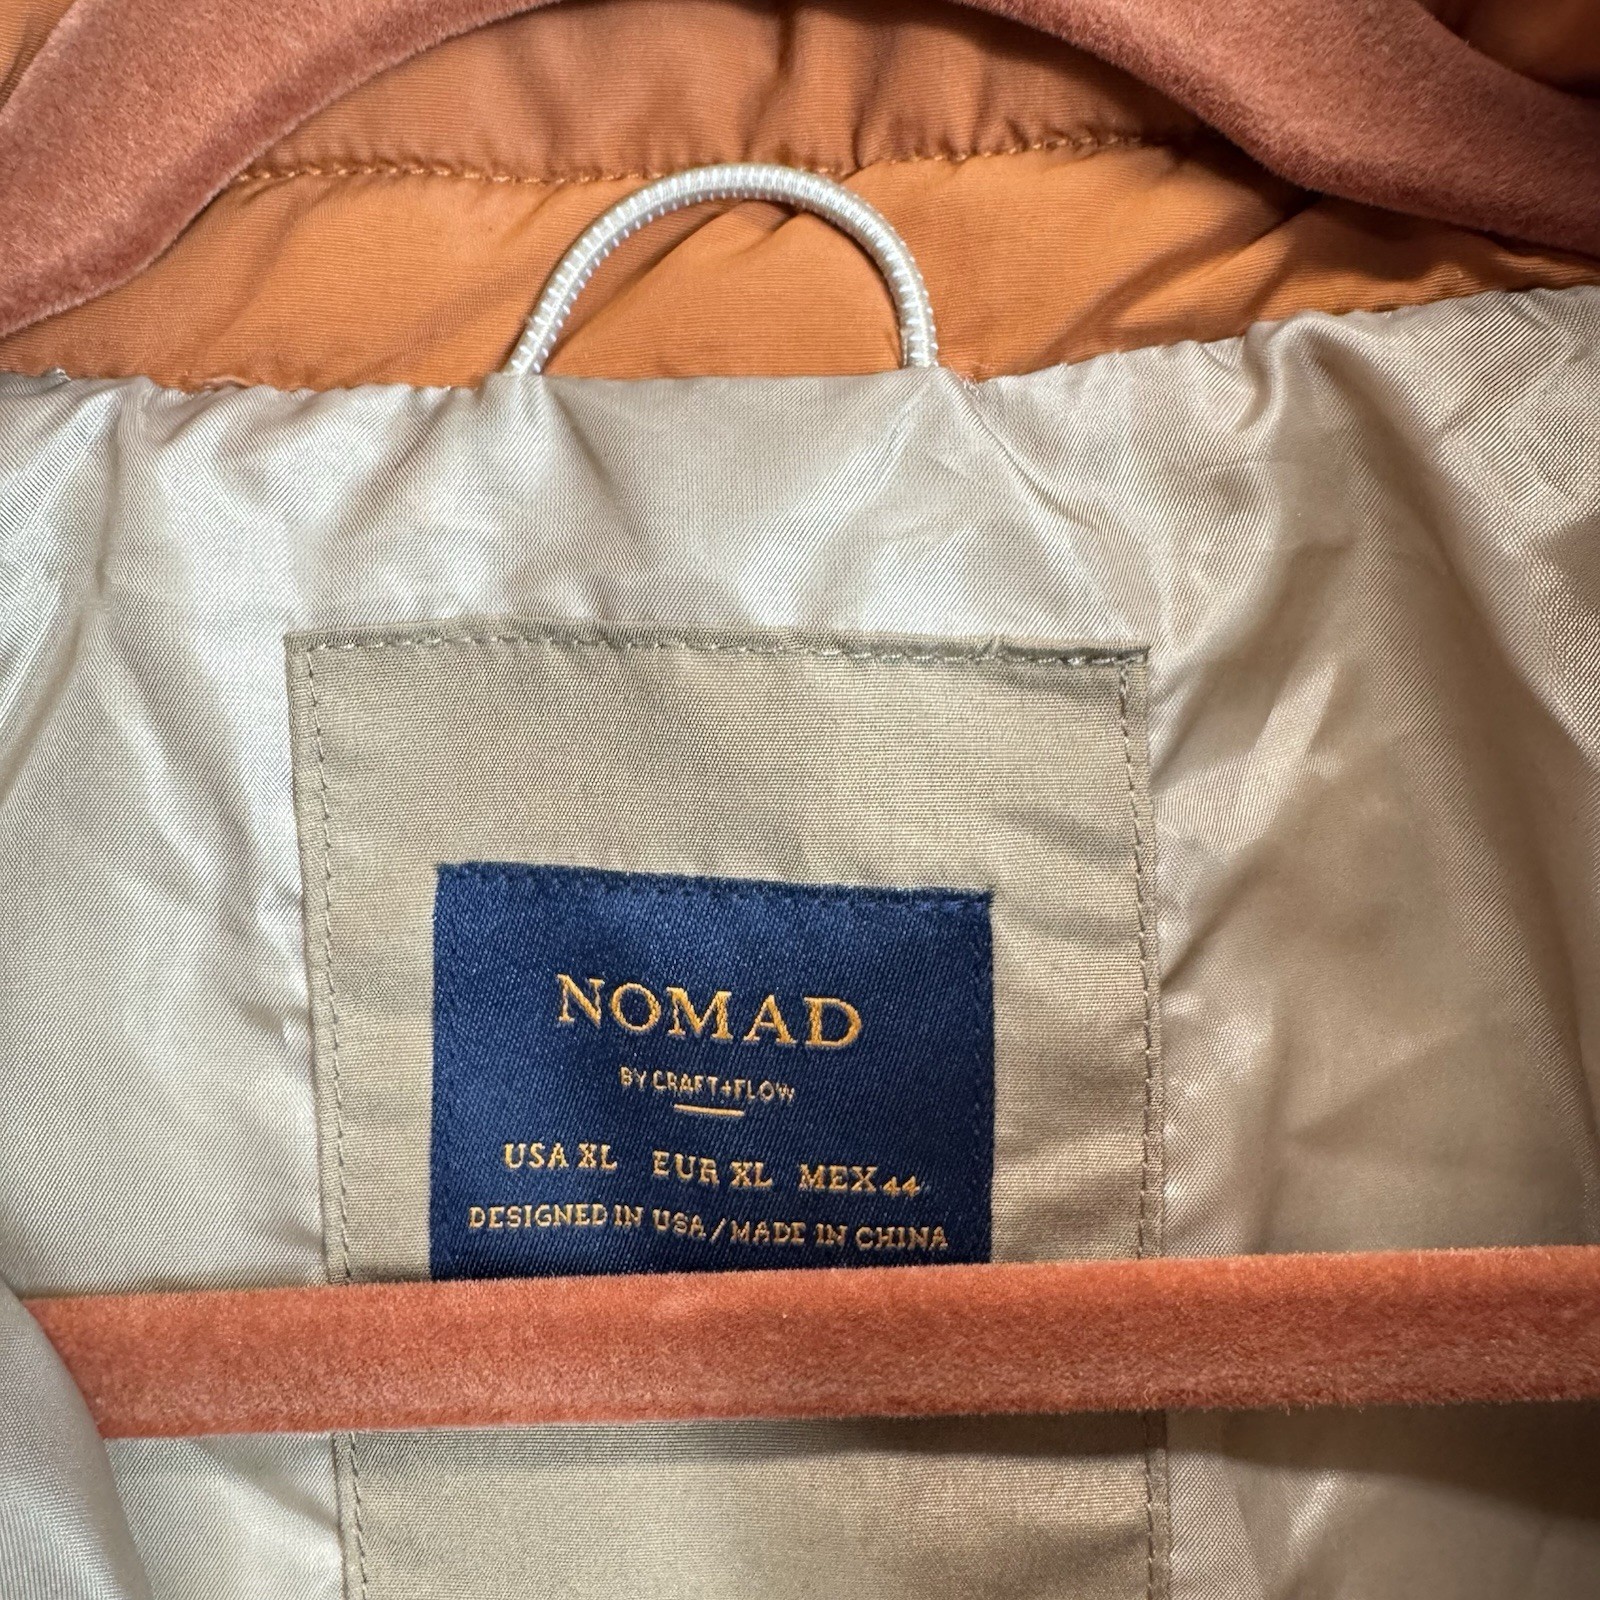 NOMAD
BY CRAFT+FLOW
USA XL EUR XL MEX 44
DESIGNED IN USA / MADE IN CHINA